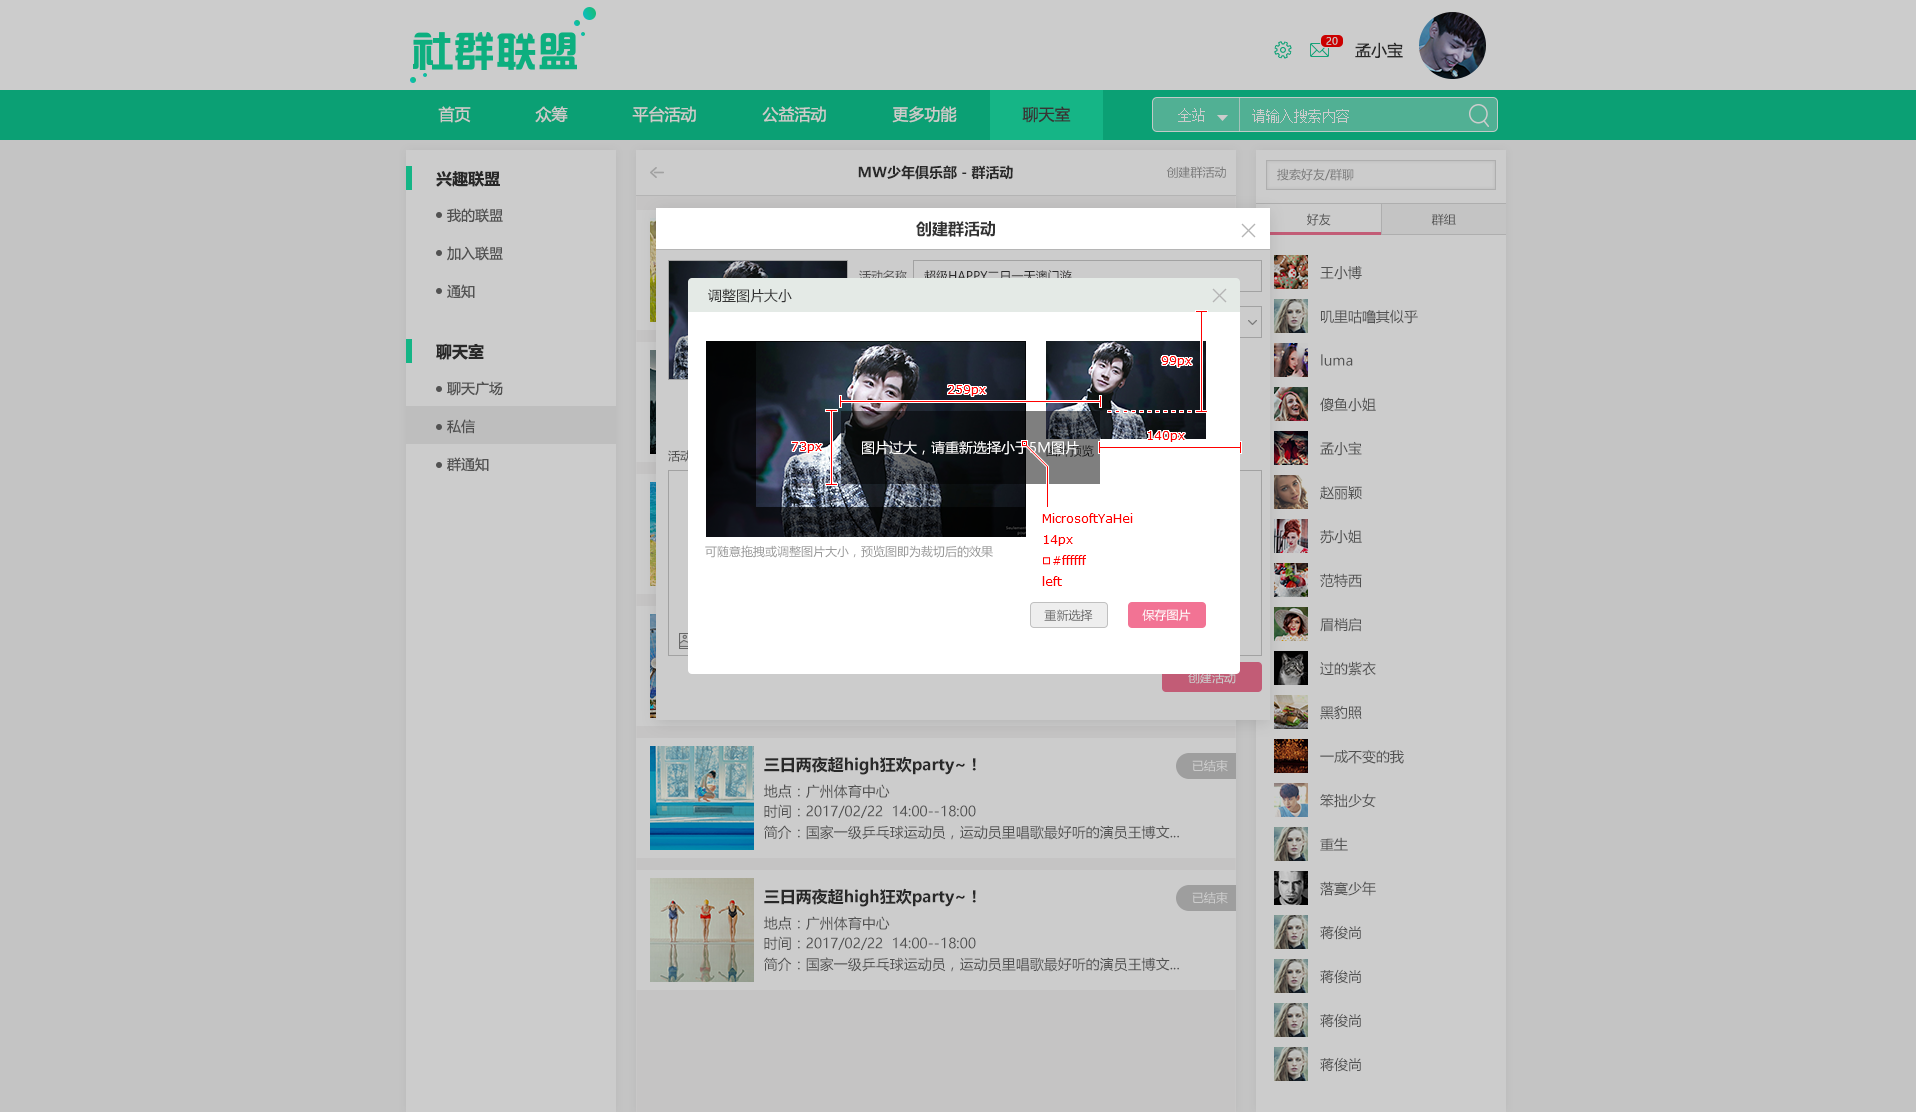 社群联盟
20
孟小宝
首页
众筹
平台活动
公益活动
更多功能
聊天室
全站
请输入搜索内容
兴趣联盟
我的联盟
加入联盟
通知
聊天室
聊天广场
私信
群通知
MW少年俱乐部 - 群活动
创建群活动
创建群活动
活动名称
超级HAPPY二日一天澳门游
活动
调整图片大小
99px
259px
73px
140px
图片过大，请重新选择小于5M图片
预览
MicrosoftYaHei
14px
#ffffff
left
可随意拖拽或调整图片大小，预览图即为裁切后的效果
重新选择
保存图片
创建活动
三日两夜超high狂欢party~！
已结束
地点：广州体育中心
时间：2017/02/22 14:00--18:00
简介：国家一级乒乓球运动员，运动员里唱歌最好听的演员王博文...
三日两夜超high狂欢party~！
已结束
地点：广州体育中心
时间：2017/02/22 14:00--18:00
简介：国家一级乒乓球运动员，运动员里唱歌最好听的演员王博文...
搜索好友/群聊
好友
群组
王小博
叽里咕噜其似乎
luma
傻鱼小姐
孟小宝
赵丽颖
苏小姐
范特西
眉梢启
过的紫衣
黑豹照
一成不变的我
笨拙少女
重生
落寞少年
蒋俊尚
蒋俊尚
蒋俊尚
蒋俊尚